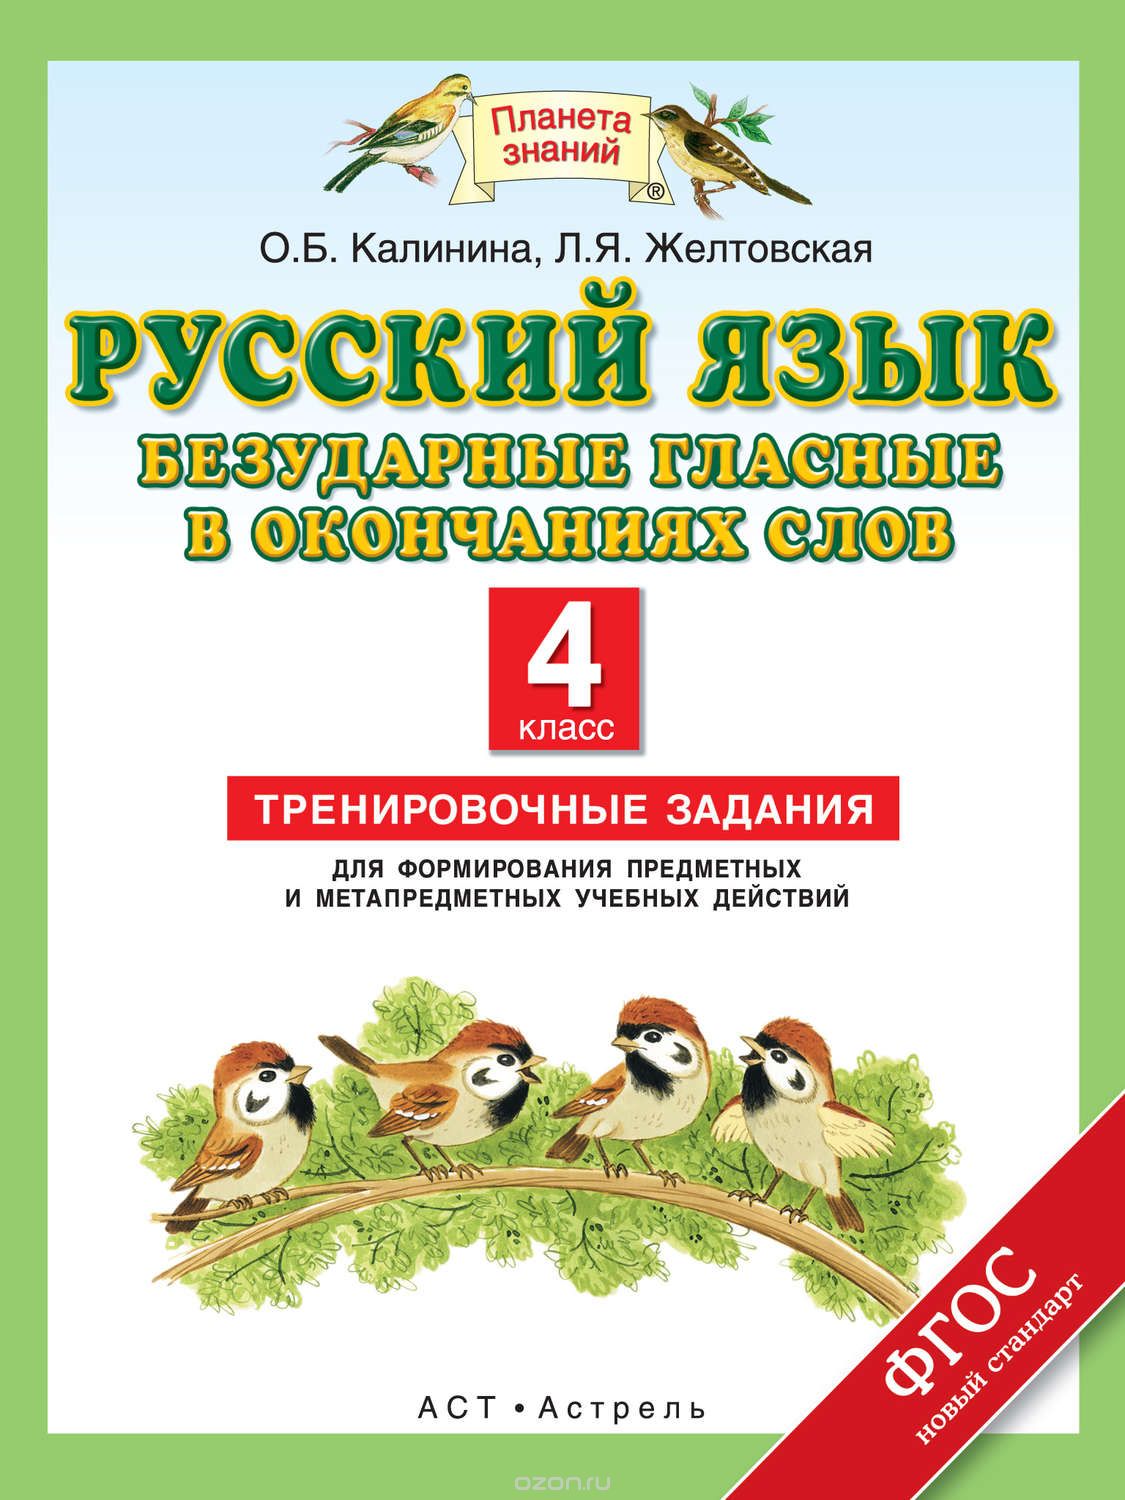 Планета
знаний
®
О.Б. Калинина, Л.Я. Желтовская
РУССКИЙ ЯЗЫК
БЕЗУДАРНЫЕ ГЛАСНЫЕ
В ОКОНЧАНИЯХ СЛОВ
4
класс
ТРЕНИРОВОЧНЫЕ ЗАДАНИЯ
ДЛЯ ФОРМИРОВАНИЯ ПРЕДМЕТНЫХ
И МЕТАПРЕДМЕТНЫХ УЧЕБНЫХ ДЕЙСТВИЙ
ФГОС
новый стандарт
АСТ • Астрель
ozon.ru